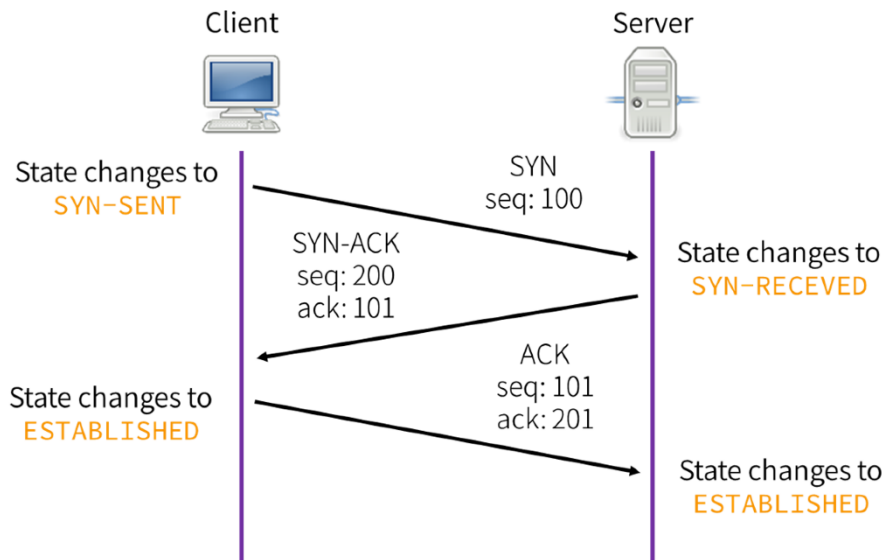 Client
Server
State changes to
SYN-SENT
SYN
seq: 100
SYN-ACK
seq: 200
ack: 101
State changes to
SYN-RECEVED
ACK
seq: 101
ack: 201
State changes to
ESTABLISHED
State changes to
ESTABLISHED